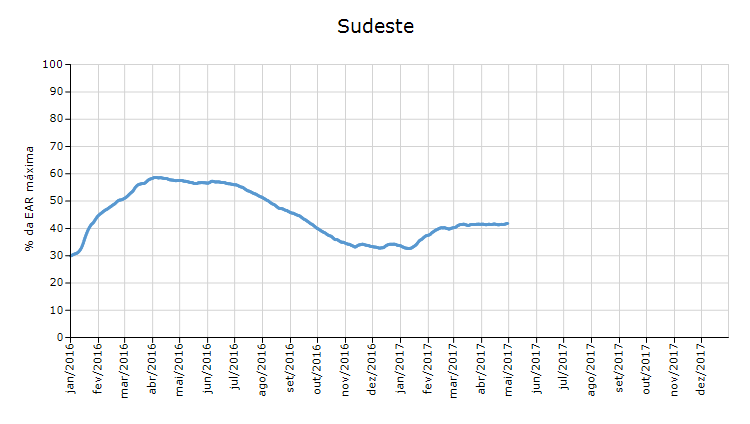 Sudeste
% da EAR máxima
100
90
80
70
60
50
40
30
20
10
0
jan/2016
fev/2016
mar/2016
abr/2016
mai/2016
jun/2016
jul/2016
ago/2016
set/2016
out/2016
nov/2016
dez/2016
jan/2017
fev/2017
mar/2017
abr/2017
mai/2017
jun/2017
jul/2017
ago/2017
set/2017
out/2017
nov/2017
dez/2017